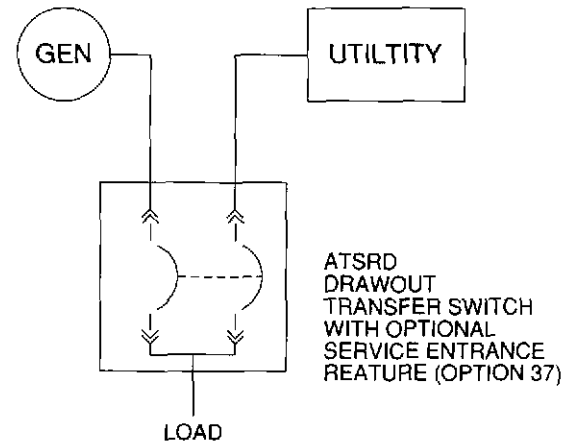 GEN
UTILTITY
ATSRD
DRAWOUT
TRANSFER SWITCH
WITH OPTIONAL
SERVICE ENTRANCE
REATURE (OPTION 37)
LOAD